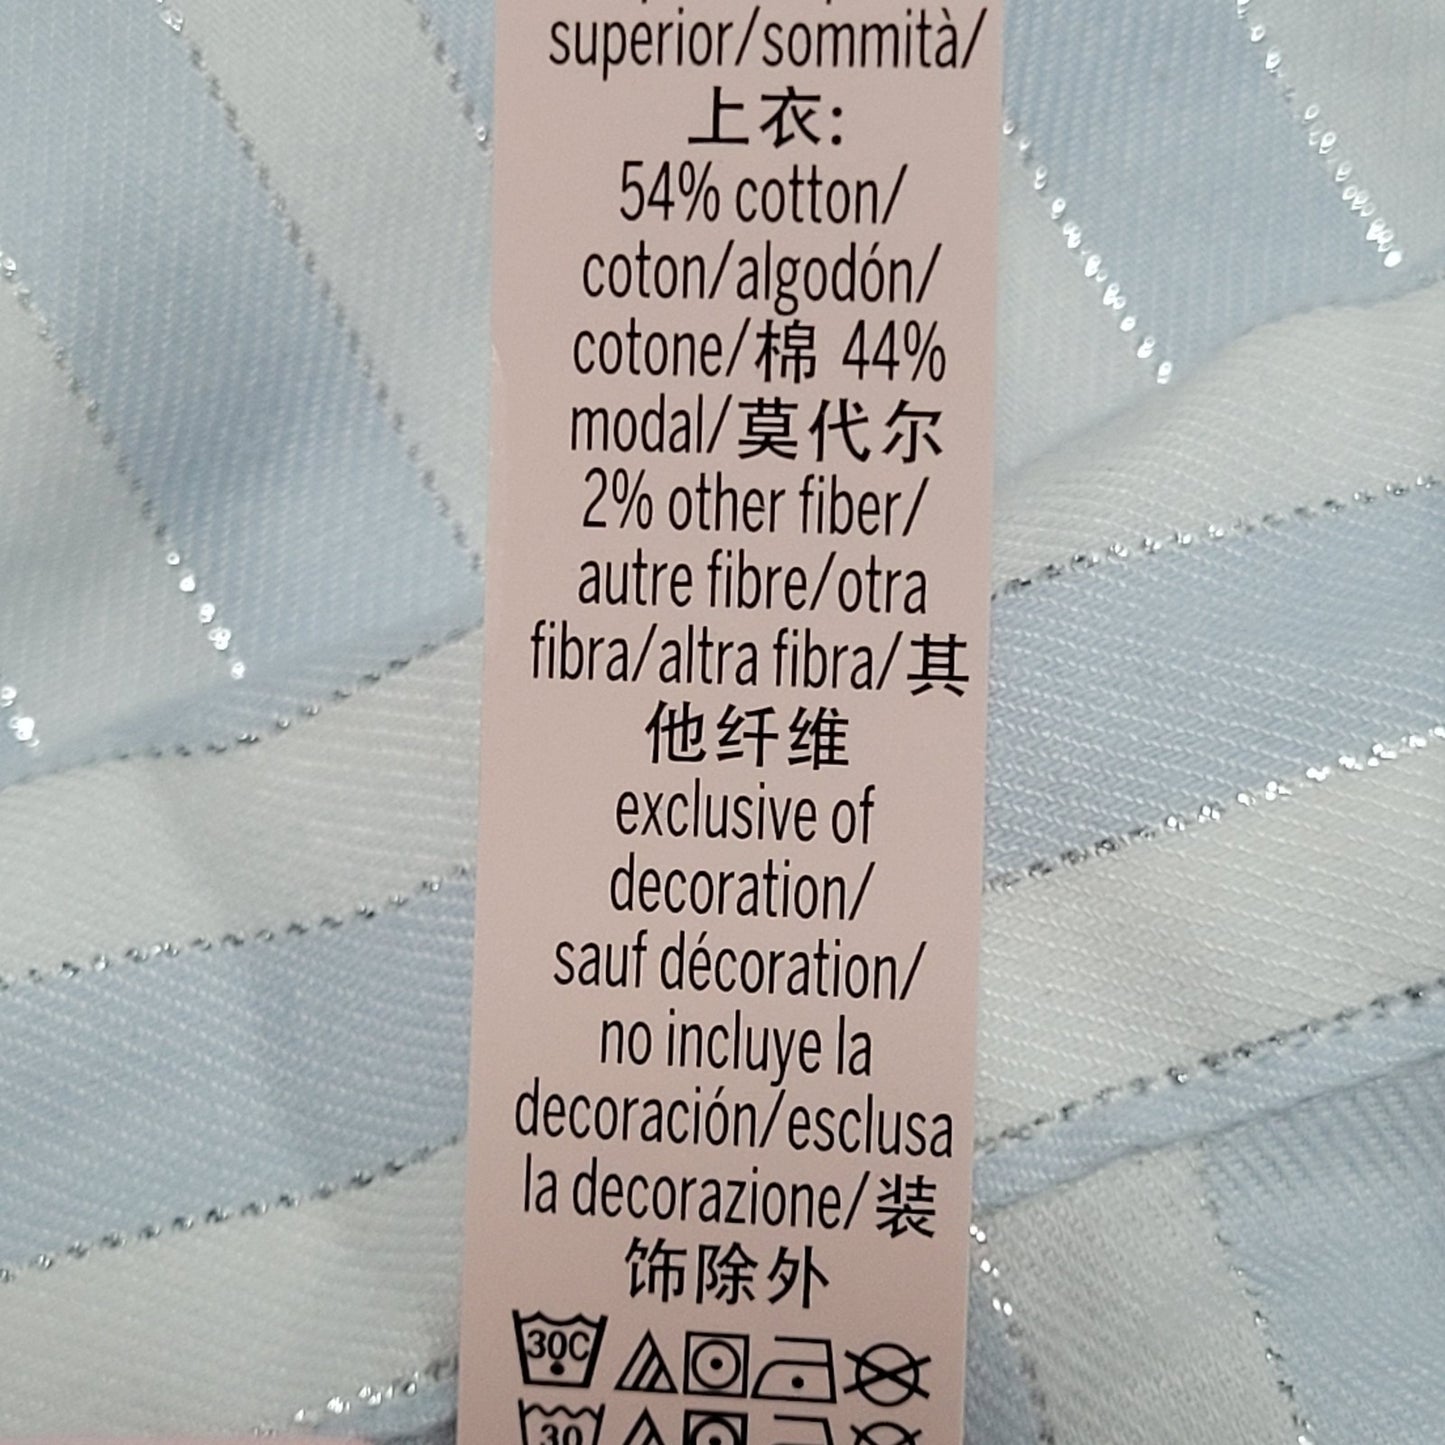 superior/sommità/
上衣:
54% cotton/
coton/algodón/
cotone/棉 44%
modal/莫代尔
2% other fiber/
autre fibre/otra
fibra/altra fibra/其
他纤维
exclusive of
decoration/
sauf décoration/
no incluye la
decoración/esclusa
la decorazione/装
饰除外
30C
30